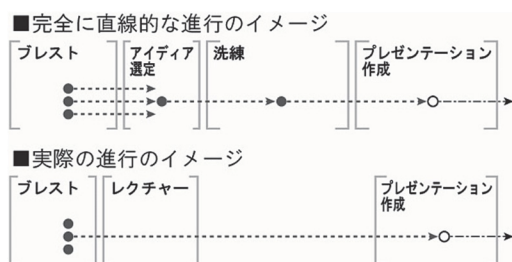 ■完全に直線的な進行のイメージ
ブレスト
アイディア
選定
洗練
プレゼンテーション
作成
■実際の進行のイメージ
ブレスト
レクチャー
プレゼンテーション
作成